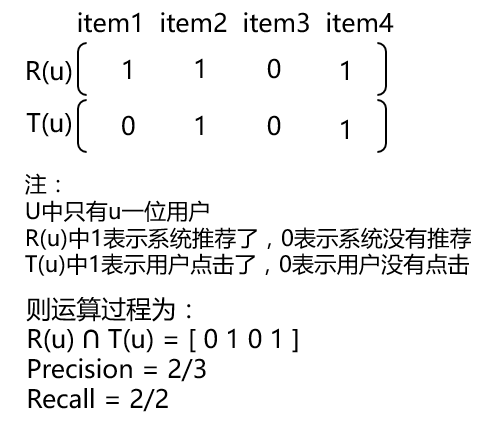 item1 item2 item3 item4
R(u) 1 1 0 1
T(u) 0 1 0 1
注：
U中只有u一位用户
R(u)中1表示系统推荐了，0表示系统没有推荐
T(u)中1表示用户点击了，0表示用户没有点击
则运算过程为：
R(u) ∩ T(u) = [ 0 1 0 1 ]
Precision = 2/3
Recall = 2/2